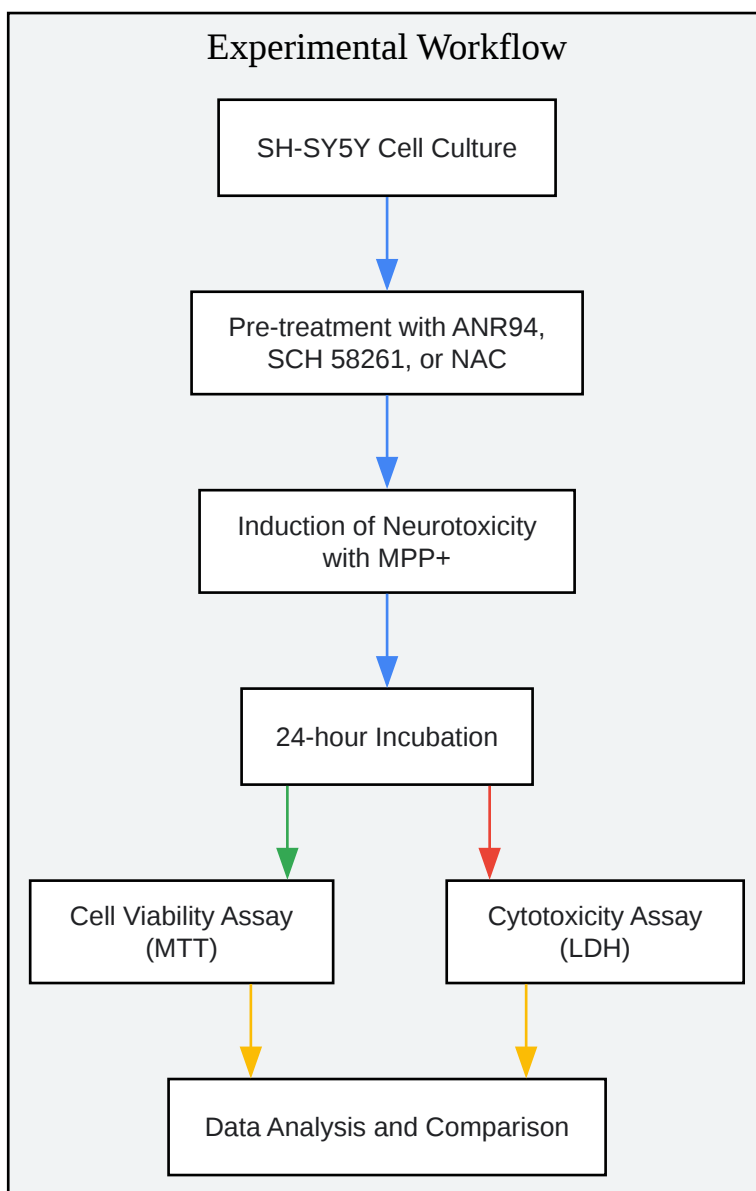 Experimental Workflow
SH-SY5Y Cell Culture
Pre-treatment with ANR94,
SCH 58261, or NAC
Induction of Neurotoxicity
with MPP+
24-hour Incubation
Cell Viability Assay
(MTT)
Cytotoxicity Assay
(LDH)
Data Analysis and Comparison